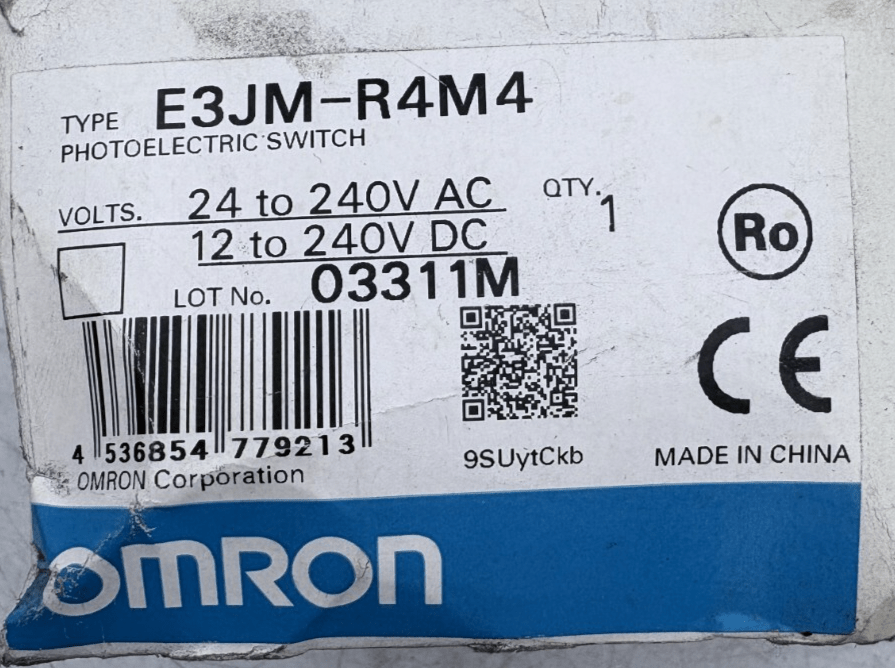 TYPE E3JM-R4M4
PHOTOELECTRIC SWITCH
VOLTS. 24 to 240V AC QTY. 1
12 to 240V DC
LOT No. 03311M
Ro
CE
4 536854 779213
9SUytCkb
MADE IN CHINA
OMRON Corporation
OMRON